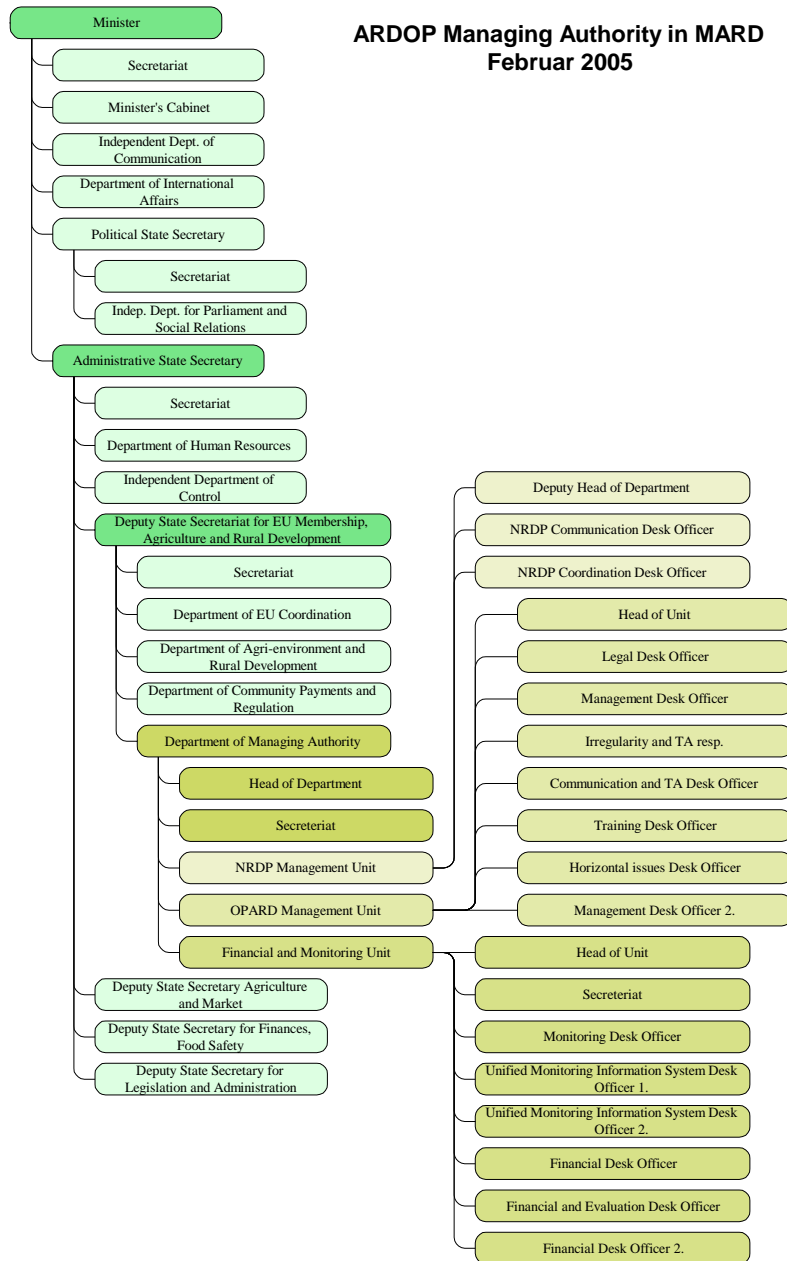 ARDOP Managing Authority in MARD
Februar 2005
Minister
Secretariat
Minister's Cabinet
Independent Dept. of
Communication
Department of International
Affairs
Political State Secretary
Secretariat
Indep. Dept. for Parliament and
Social Relations
Administrative State Secretary
Secretariat
Department of Human Resources
Independent Department of
Control
Deputy State Secretariat for EU Membership,
Agriculture and Rural Development
Secretariat
Department of EU Coordination
Department of Agri-environment and
Rural Development
Department of Community Payments and
Regulation
Department of Managing Authority
Head of Department
Secreteriat
NRDP Management Unit
Deputy Head of Department
NRDP Communication Desk Officer
NRDP Coordination Desk Officer
OPARD Management Unit
Head of Unit
Legal Desk Officer
Management Desk Officer
Irregularity and TA resp.
Communication and TA Desk Officer
Training Desk Officer
Horizontal issues Desk Officer
Management Desk Officer 2.
Financial and Monitoring Unit
Head of Unit
Secreteriat
Monitoring Desk Officer
Unified Monitoring Information System Desk
Officer 1.
Unified Monitoring Information System Desk
Officer 2.
Financial Desk Officer
Financial and Evaluation Desk Officer
Financial Desk Officer 2.
Deputy State Secretary Agriculture
and Market
Deputy State Secretary for Finances,
Food Safety
Deputy State Secretary for
Legislation and Administration